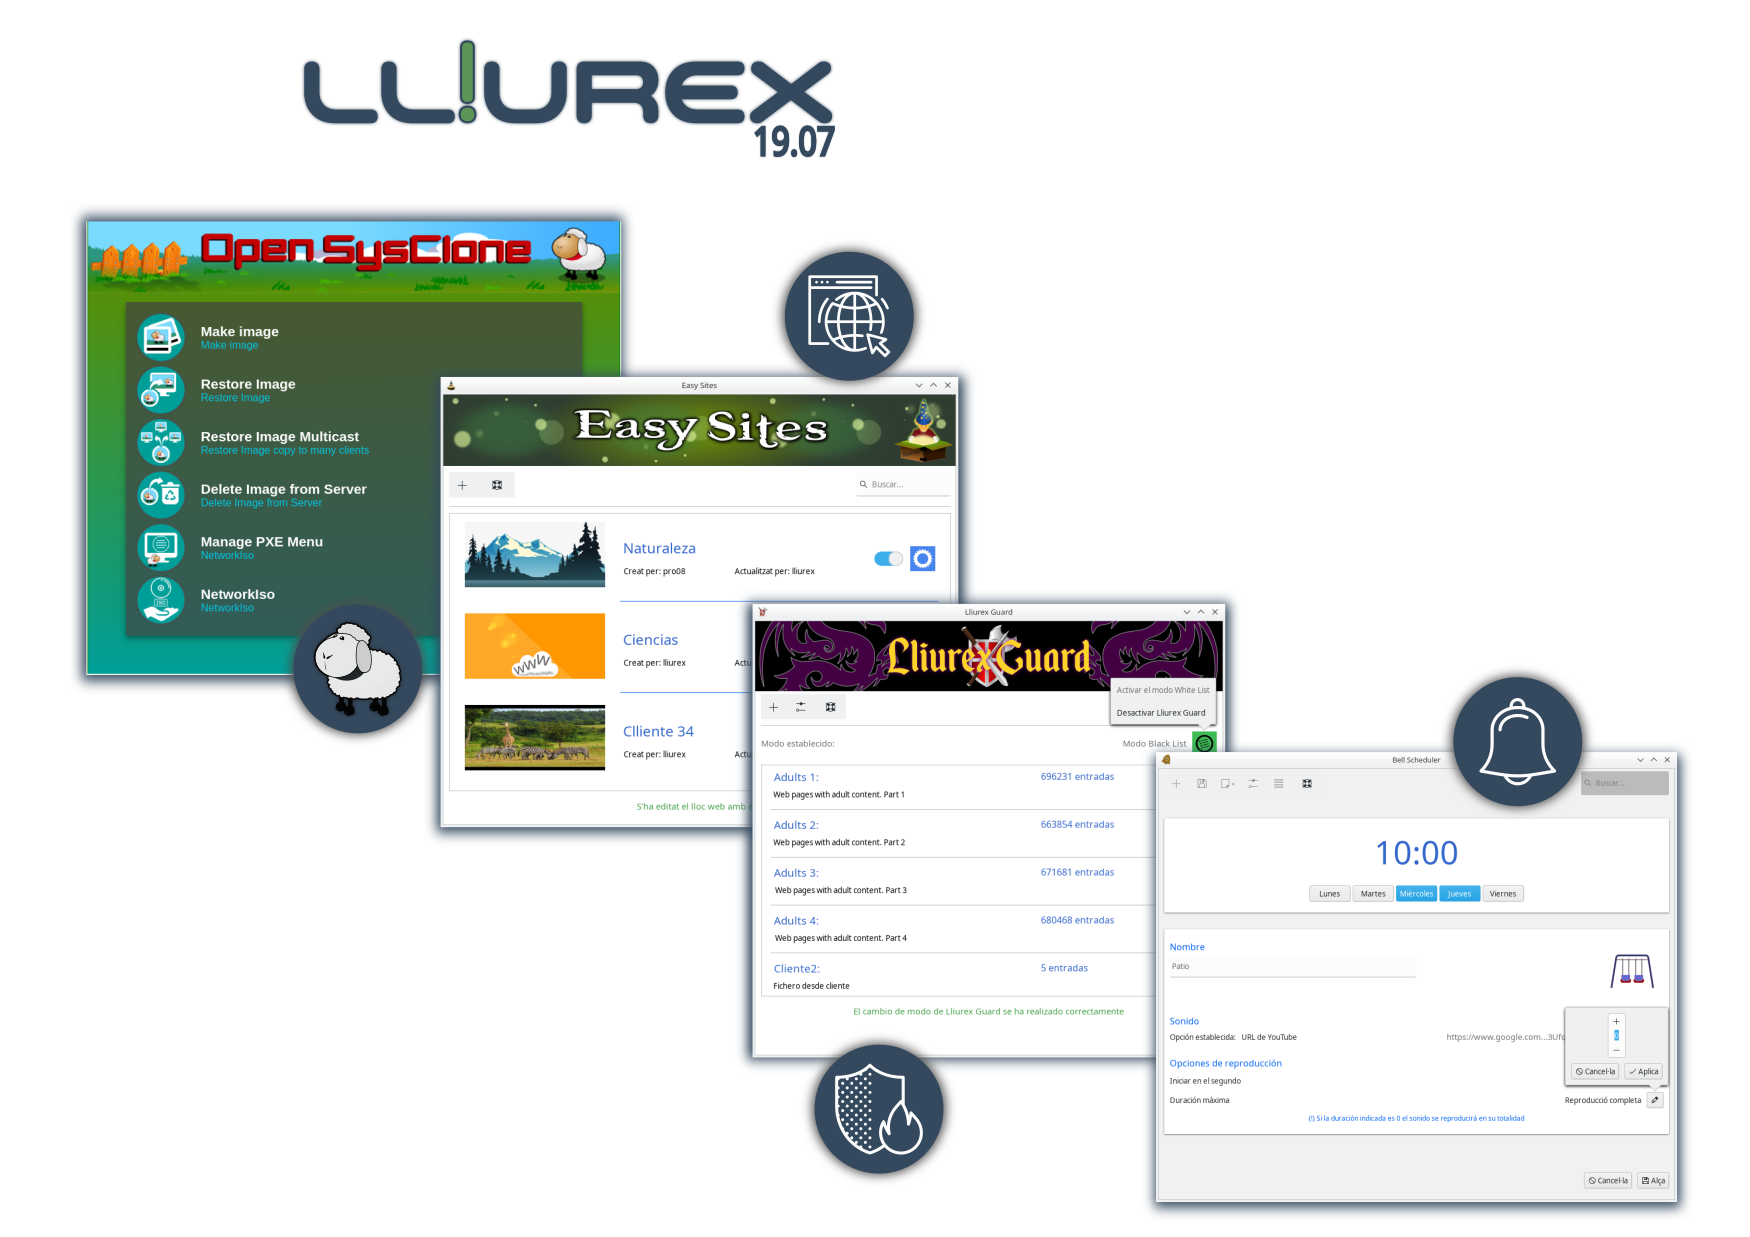 LL!UREX
19.07
Open SysClone
Make image
Make image
Restore Image
Restore Image
Restore Image Multicast
Restore Image copy to many clients
Delete Image from Server
Delete Image from Server
Manage PXE Menu
NetworkIso
NetworkIso
NetworkIso
ISO
Easy Sites
Easy Sites
Buscar...
Naturaleza
Creat per: pro08 Actualitzat per: lliurex
WWW
Ciencias
Creat per: lliurex Actu
Clliente 34
Creat per: lliurex Actu
S'ha editat el lloc web amb
Lliurex Guard
Lliurex Guard
Activar el modo White List
Desactivar Lliurex Guard
Modo establecido: Modo Black List
Adults 1: 696231 entradas
Web pages with adult content. Part 1
Adults 2: 663854 entradas
Web pages with adult content. Part 2
Adults 3: 671681 entradas
Web pages with adult content. Part 3
Adults 4: 680468 entradas
Web pages with adult content. Part 4
Cliente2: 5 entradas
Fichero desde cliente
El cambio de modo de Lliurex Guard se ha realizado correctamente
Bell Scheduler
Buscar...
10:00
Lunes Martes Miércoles Jueves Viernes
Nombre
Patio
Sonido
Opción establecida: URL de YouTube https://www.google.com...3Ufc
Opciones de reproducción
Cancel·la Aplica
Iniciar en el segundo
Duración máxima Reproducció completa
(!) Si la duración indicada es 0 el sonido se reproducirá en su totalidad
Cancel·la Alça